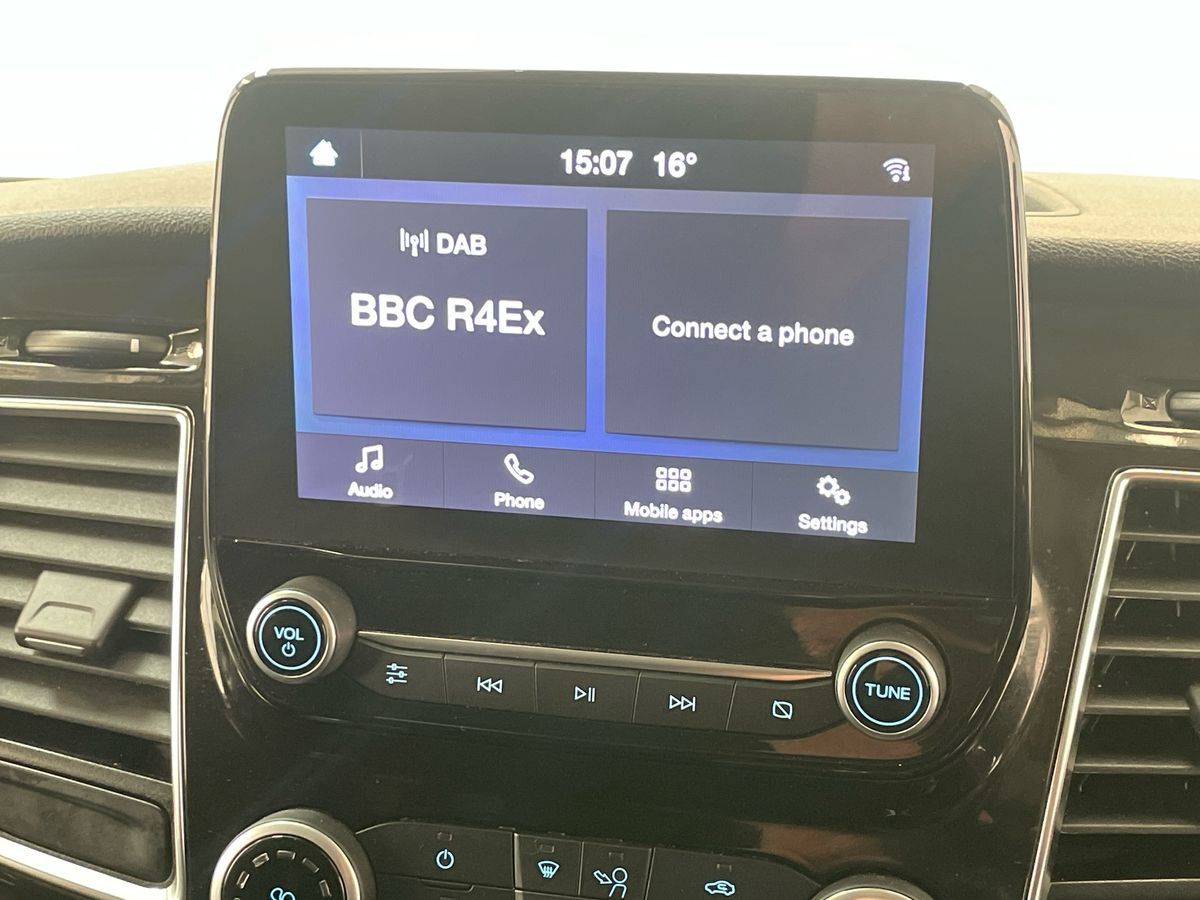 15:07 16°
DAB
BBC R4Ex
Connect a phone
Audio
Phone
Mobile apps
Settings
VOL
TUNE